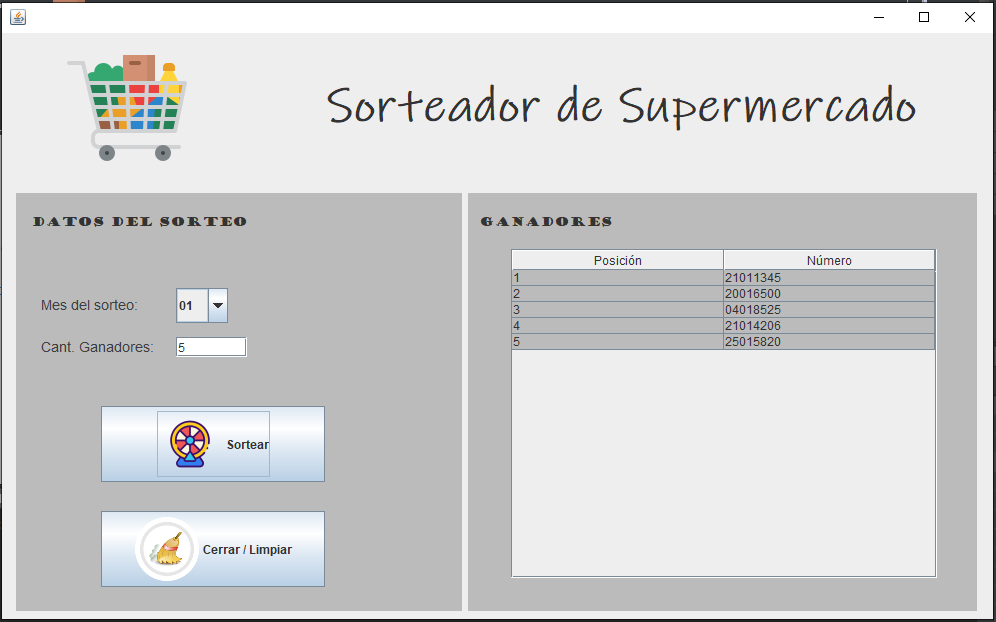 Sorteador de Supermercado
DATOS DEL SORTEO
Mes del sorteo: 01
Cant. Ganadores: 5
Sortear
Cerrar / Limpiar
GANADORES
Posición Número
1 21011345
2 20016500
3 04018525
4 21014206
5 25015820